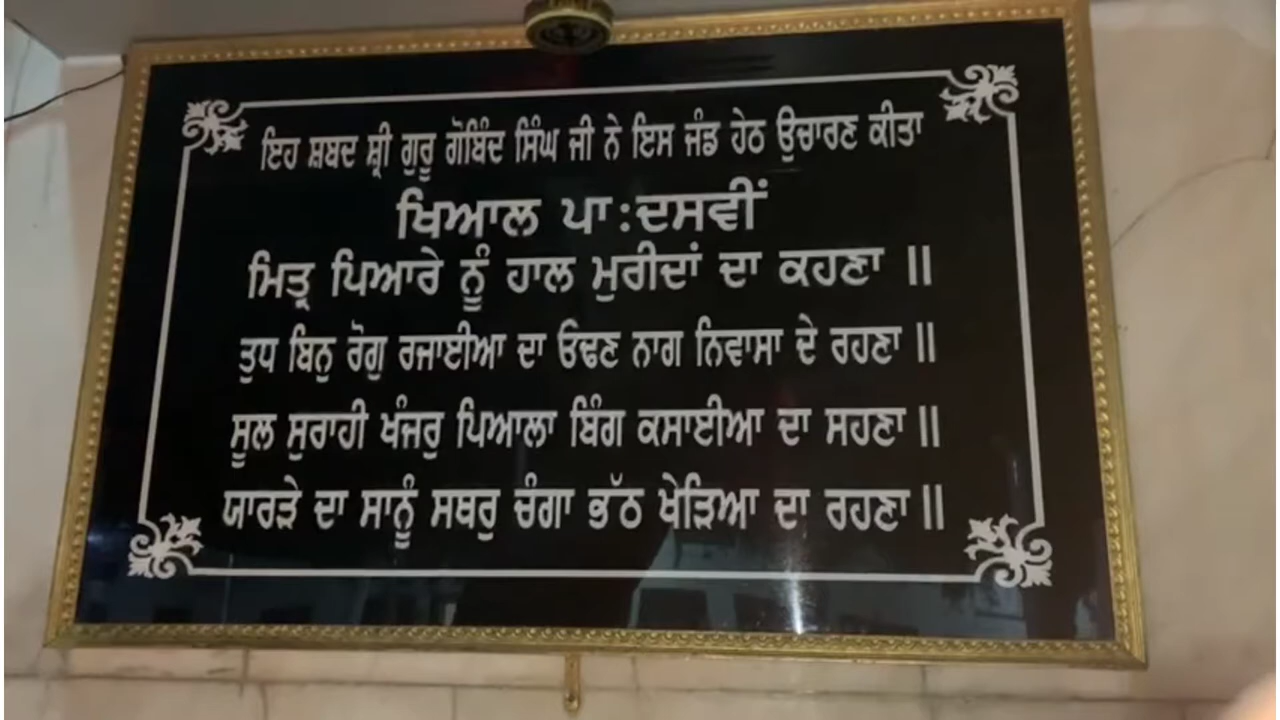 ਇਹ ਸ਼ਬਦ ਸ਼੍ਰੀ ਗੁਰੂ ਗੋਬਿੰਦ ਸਿੰਘ ਜੀ ਨੇ ਇਸ ਜੰਡ ਹੇਠ ਉਚਾਰਣ ਕੀਤਾ
ਖਿਆਲ ਪਾ:ਦਸਵੀਂ
ਮਿਤ੍ਰ ਪਿਆਰੇ ਨੂੰ ਹਾਲ ਮੁਰੀਦਾਂ ਦਾ ਕਹਣਾ ॥
ਤੁਧ ਬਿਨੁ ਰੋਗੁ ਰਜਾਈਆ ਦਾ ਓਢਣ ਨਾਗ ਨਿਵਾਸਾ ਦੇ ਰਹਣਾ ॥
ਸੂਲ ਸੁਰਾਹੀ ਖੰਜਰੁ ਪਿਆਲਾ ਬਿੰਗ ਕਸਾਈਆ ਦਾ ਸਹਣਾ ॥
ਯਾਰੜੇ ਦਾ ਸਾਨੂੰ ਸਥਰੁ ਚੰਗਾ ਭੱਠ ਖੇੜਿਆ ਦਾ ਰਹਣਾ ॥